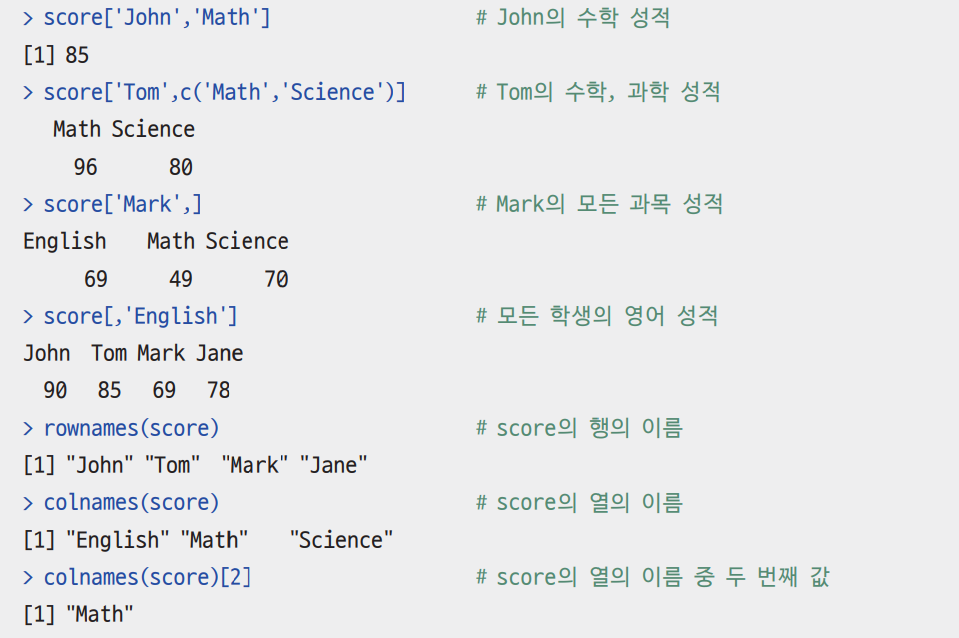 > score['John','Math'] # John의 수학 성적
[1] 85
> score['Tom',c('Math','Science')] # Tom의 수학, 과학 성적
Math Science
96 80
> score['Mark',] # Mark의 모든 과목 성적
English Math Science
69 49 70
> score[,'English'] # 모든 학생의 영어 성적
John Tom Mark Jane
90 85 69 78
> rownames(score) # score의 행의 이름
[1] "John" "Tom" "Mark" "Jane"
> colnames(score) # score의 열의 이름
[1] "English" "Math" "Science"
> colnames(score)[2] # score의 열의 이름 중 두 번째 값
[1] "Math"